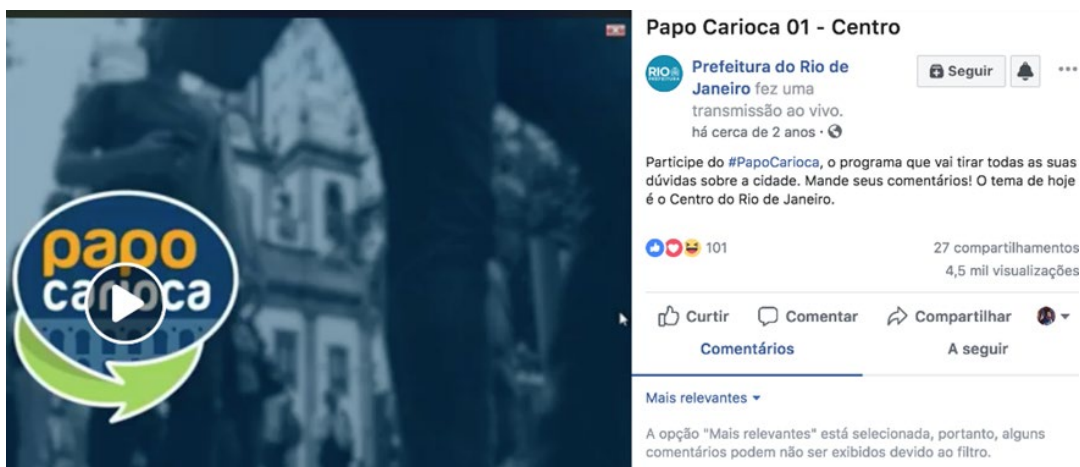 papo
carioca
Papo Carioca 01 - Centro
RIO
PREFEITURA
Prefeitura do Rio de
Janeiro fez uma
transmissão ao vivo.
há cerca de 2 anos ·
Seguir
Participe do #PapoCarioca, o programa que vai tirar todas as suas
dúvidas sobre a cidade. Mande seus comentários! O tema de hoje
é o Centro do Rio de Janeiro.
101
27 compartilhamentos
4,5 mil visualizações
Curtir Comentar Compartilhar
Comentários A seguir
Mais relevantes
A opção "Mais relevantes" está selecionada, portanto, alguns
comentários podem não ser exibidos devido ao filtro.